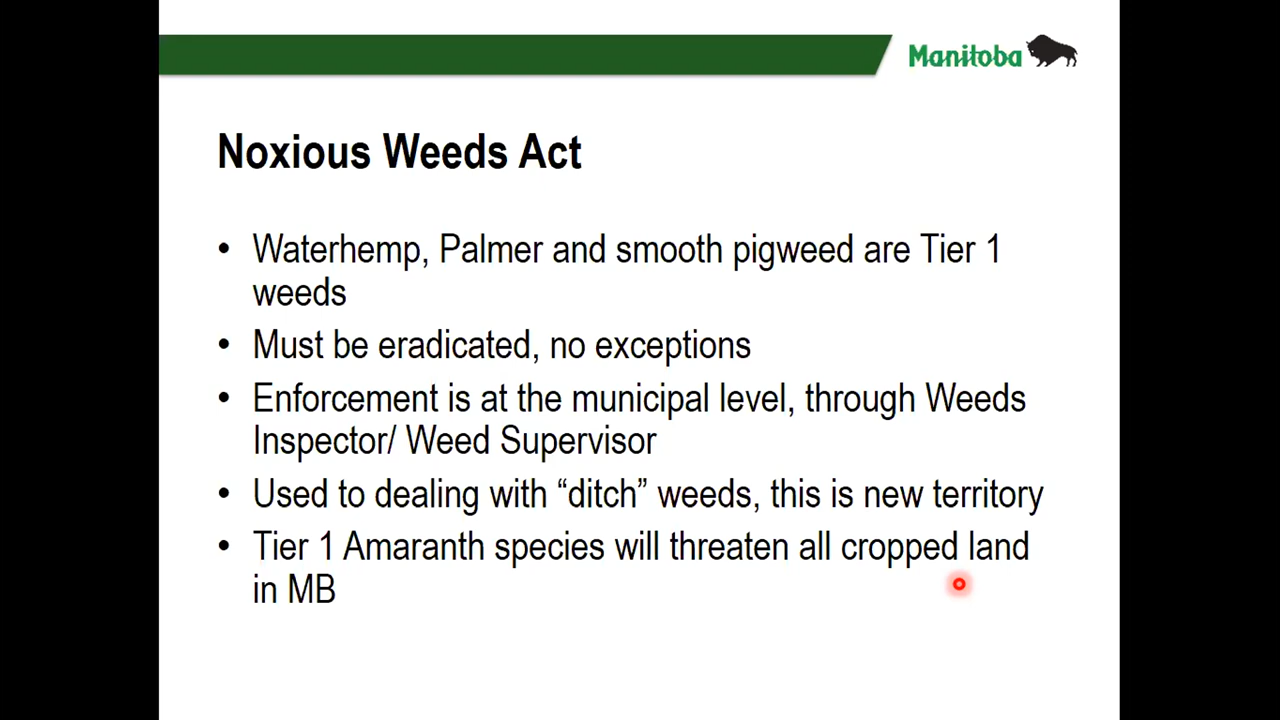 Manitoba
Noxious Weeds Act
• Waterhemp, Palmer and smooth pigweed are Tier 1
weeds
• Must be eradicated, no exceptions
• Enforcement is at the municipal level, through Weeds
Inspector/ Weed Supervisor
• Used to dealing with “ditch” weeds, this is new territory
• Tier 1 Amaranth species will threaten all cropped land
in MB